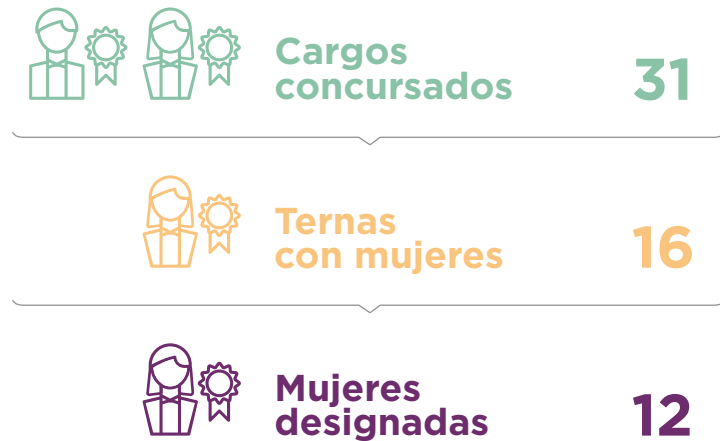 Cargos
concursados
31
Ternas
con mujeres
16
Mujeres
designadas
12